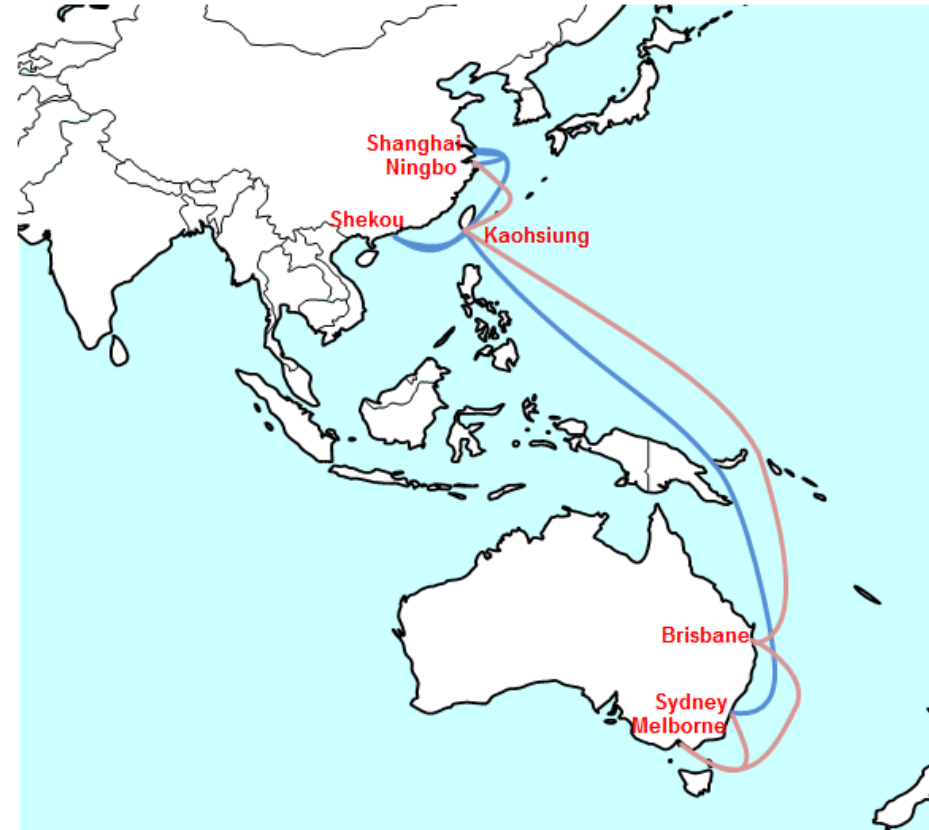 Shanghai
Ningbo
Shekou
Kaohsiung
Brisbane
Sydney
Melborne